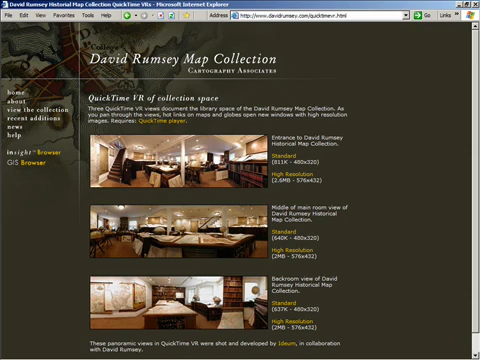 David Rumsey Historical Map Collection QuickTime VRs - Microsoft Internet Explorer
File Edit View Favorites Tools Help Back Address http://www.davidrumsey.com/quicktimevr.html Go Links
College
David Rumsey Map Collection
Cartography Associates
home
about
view the collection
recent additions
news
help
insight™ Browser
GIS Browser
QuickTime VR of collection space
Three QuickTime VR views document the library space of the David Rumsey Map Collection. As
you pan through the views, hot links on maps and globes open new windows with high resolution
images. Requires: QuickTime player.
Entrance to David Rumsey
Historical Map Collection.
Standard
(811K - 480x320)
High Resolution
(2.6MB - 576x432)
Middle of main room view of
David Rumsey Historical
Map Collection.
Standard
(640K - 480x320)
High Resolution
(2MB - 576x432)
Backroom view of David
Rumsey Historical Map
Collection.
Standard
(637K - 480x320)
High Resolution
(2MB - 576x432)
These panoramic views in QuickTime VR were shot and developed by Ideum, in collaboration
with David Rumsey.